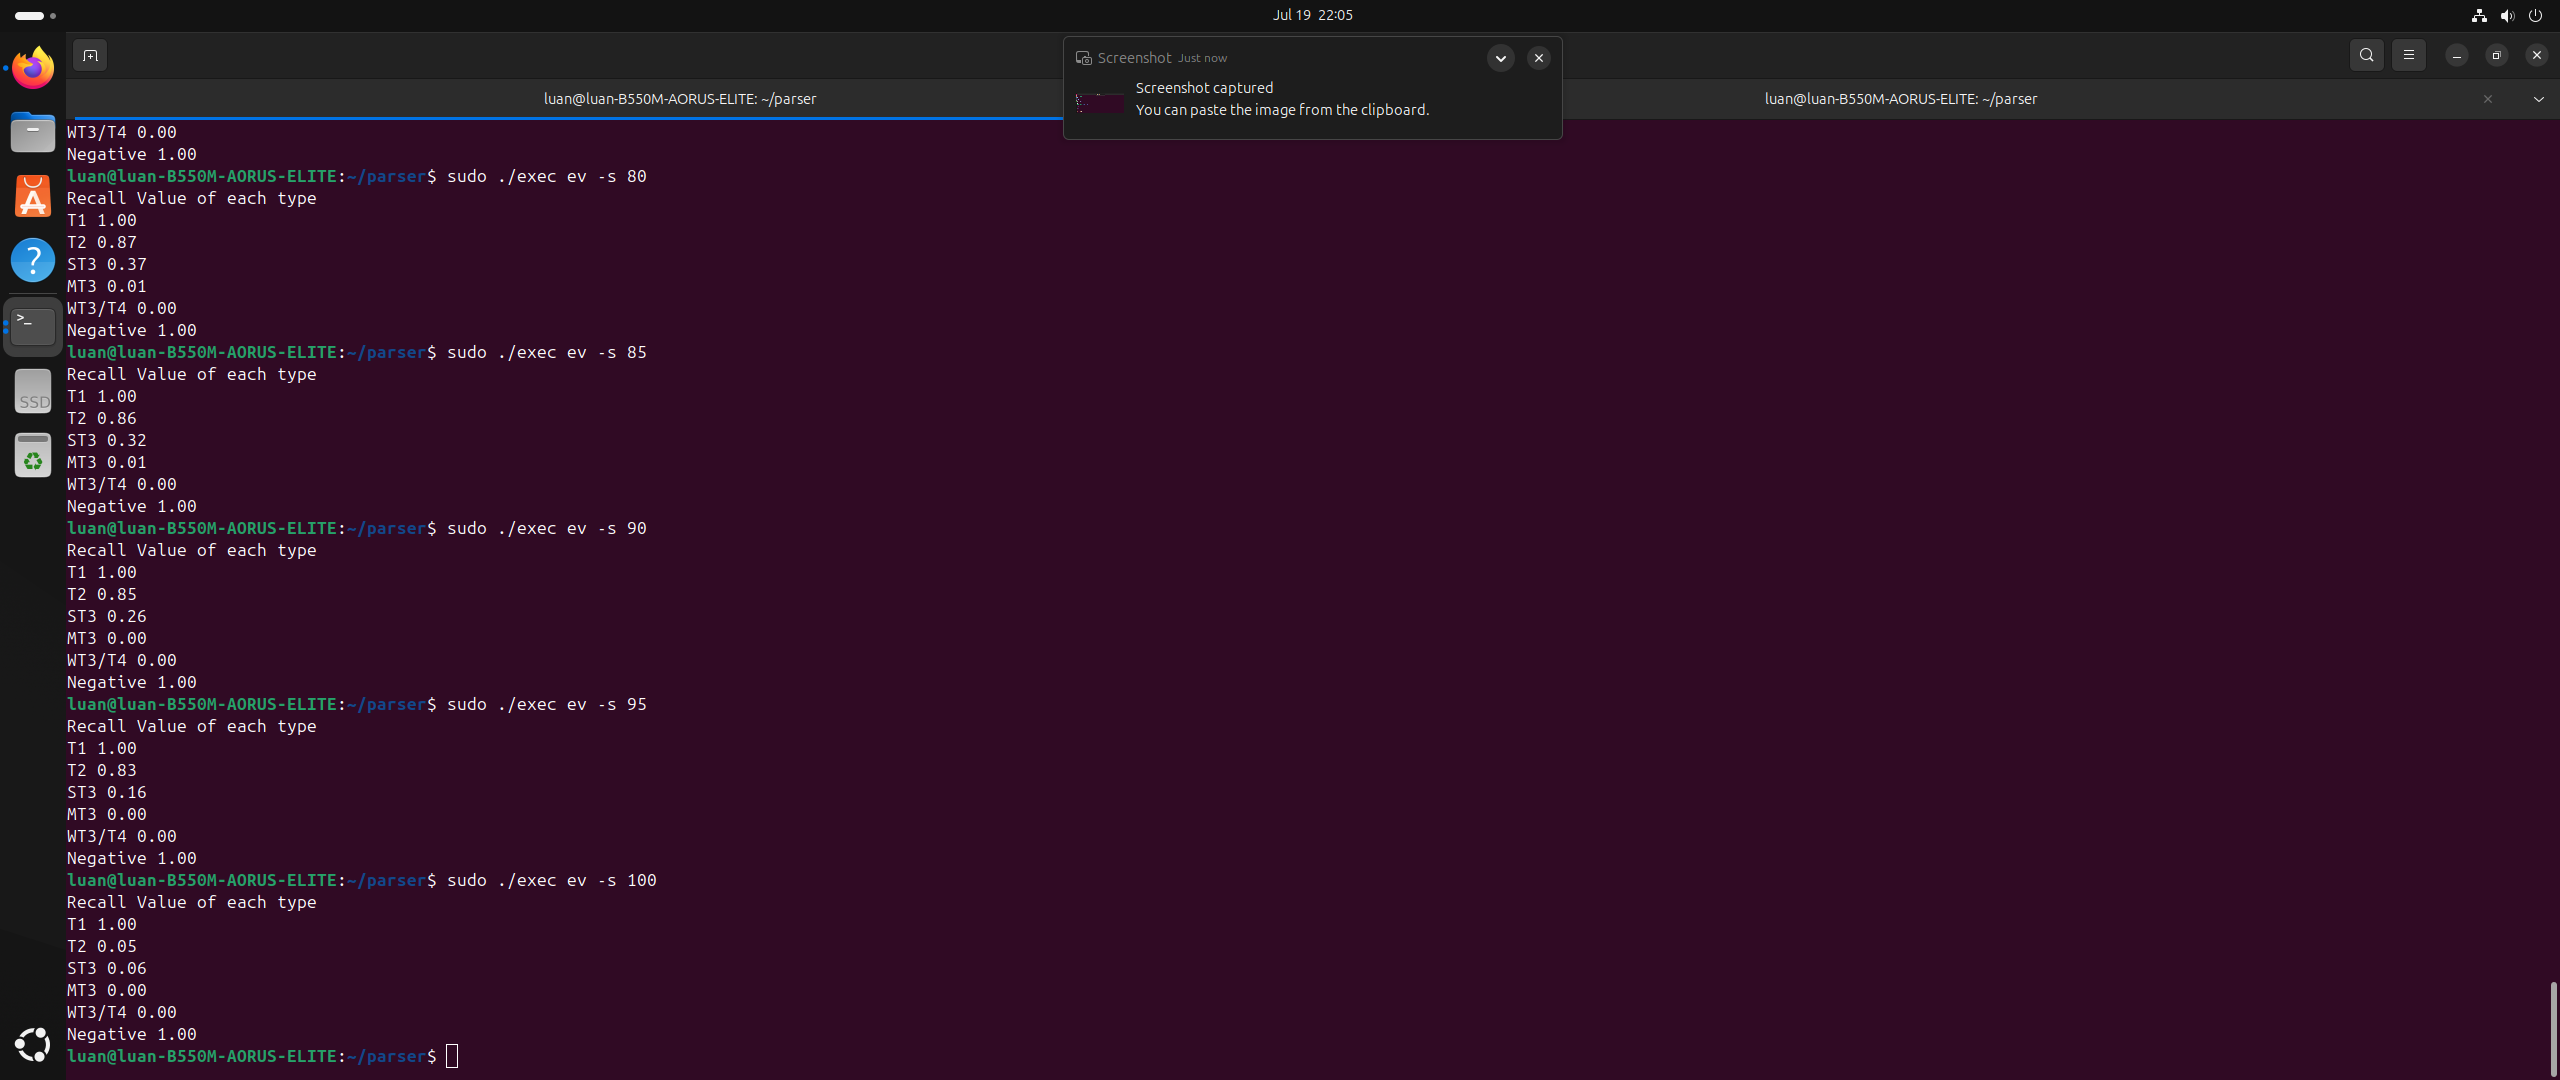 Jul 19 22:05
Screenshot Just now
Screenshot captured
You can paste the image from the clipboard.
luan@luan-B550M-AORUS-ELITE: ~/parser
luan@luan-B550M-AORUS-ELITE: ~/parser
WT3/T4 0.00
Negative 1.00
luan@luan-B550M-AORUS-ELITE:~/parser$ sudo ./exec ev -s 80
Recall Value of each type
T1 1.00
T2 0.87
ST3 0.37
MT3 0.01
WT3/T4 0.00
Negative 1.00
luan@luan-B550M-AORUS-ELITE:~/parser$ sudo ./exec ev -s 85
Recall Value of each type
T1 1.00
T2 0.86
ST3 0.32
MT3 0.01
WT3/T4 0.00
Negative 1.00
luan@luan-B550M-AORUS-ELITE:~/parser$ sudo ./exec ev -s 90
Recall Value of each type
T1 1.00
T2 0.85
ST3 0.26
MT3 0.00
WT3/T4 0.00
Negative 1.00
luan@luan-B550M-AORUS-ELITE:~/parser$ sudo ./exec ev -s 95
Recall Value of each type
T1 1.00
T2 0.83
ST3 0.16
MT3 0.00
WT3/T4 0.00
Negative 1.00
luan@luan-B550M-AORUS-ELITE:~/parser$ sudo ./exec ev -s 100
Recall Value of each type
T1 1.00
T2 0.05
ST3 0.06
MT3 0.00
WT3/T4 0.00
Negative 1.00
luan@luan-B550M-AORUS-ELITE:~/parser$
SSD